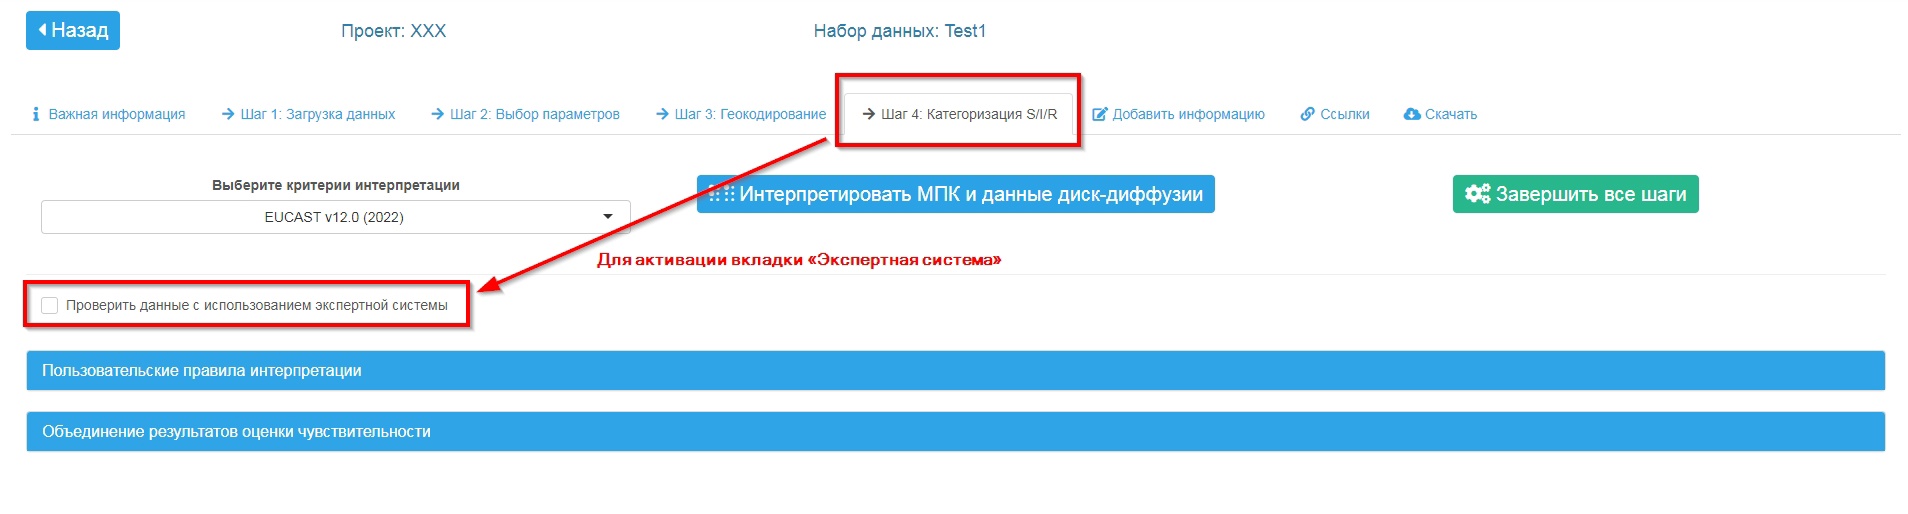 Назад
Проект: XXX
Набор данных: Test1
Важная информация
Шаг 1: Загрузка данных
Шаг 2: Выбор параметров
Шаг 3: Геокодирование
Шаг 4: Категоризация S/I/R
Добавить информацию
Ссылки
Скачать
Выберите критерии интерпретации
EUCAST v12.0 (2022)
Интерпретировать МПК и данные диск-диффузии
Завершить все шаги
Для активации вкладки «Экспертная система»
Проверить данные с использованием экспертной системы
Пользовательские правила интерпретации
Объединение результатов оценки чувствительности